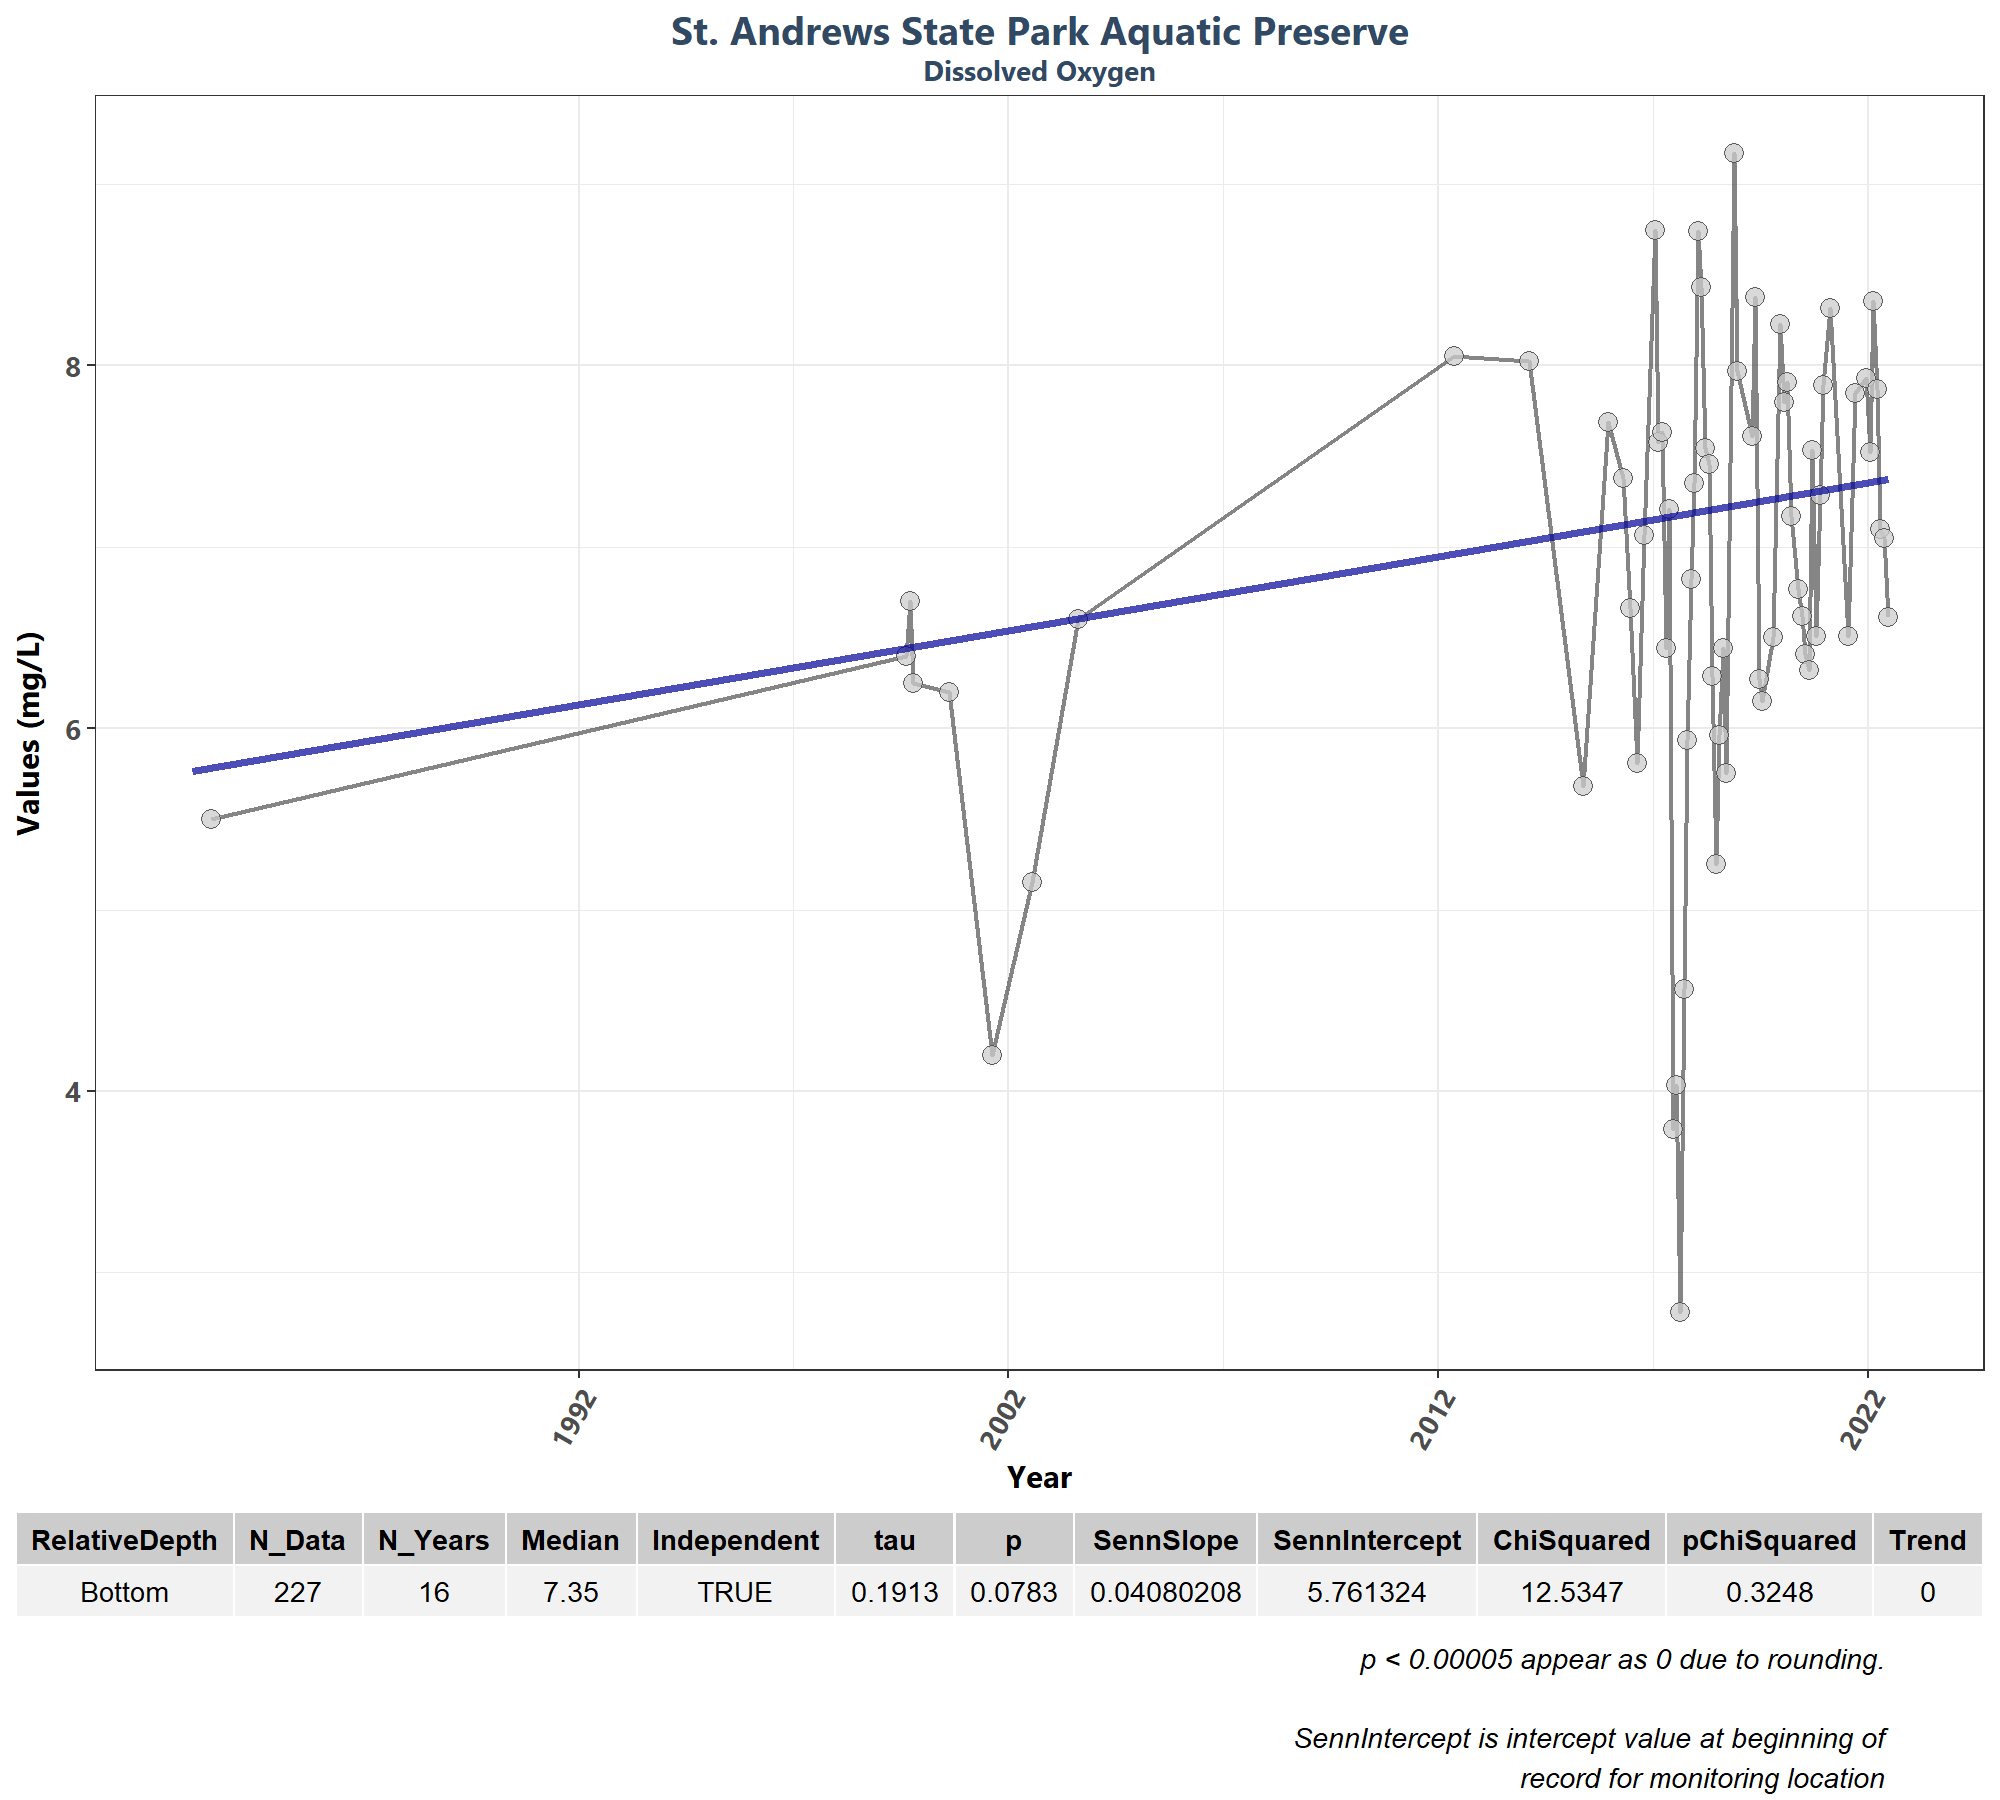 St. Andrews State Park Aquatic Preserve
Dissolved Oxygen
Values (mg/L)
8
6
4
1992
2002
2012
2022
Year
RelativeDepth N_Data N_Years Median Independent tau p SennSlope SennIntercept ChiSquared pChiSquared Trend
Bottom 227 16 7.35 TRUE 0.1913 0.0783 0.04080208 5.761324 12.5347 0.3248 0
p < 0.00005 appear as 0 due to rounding.
SennIntercept is intercept value at beginning of
record for monitoring location